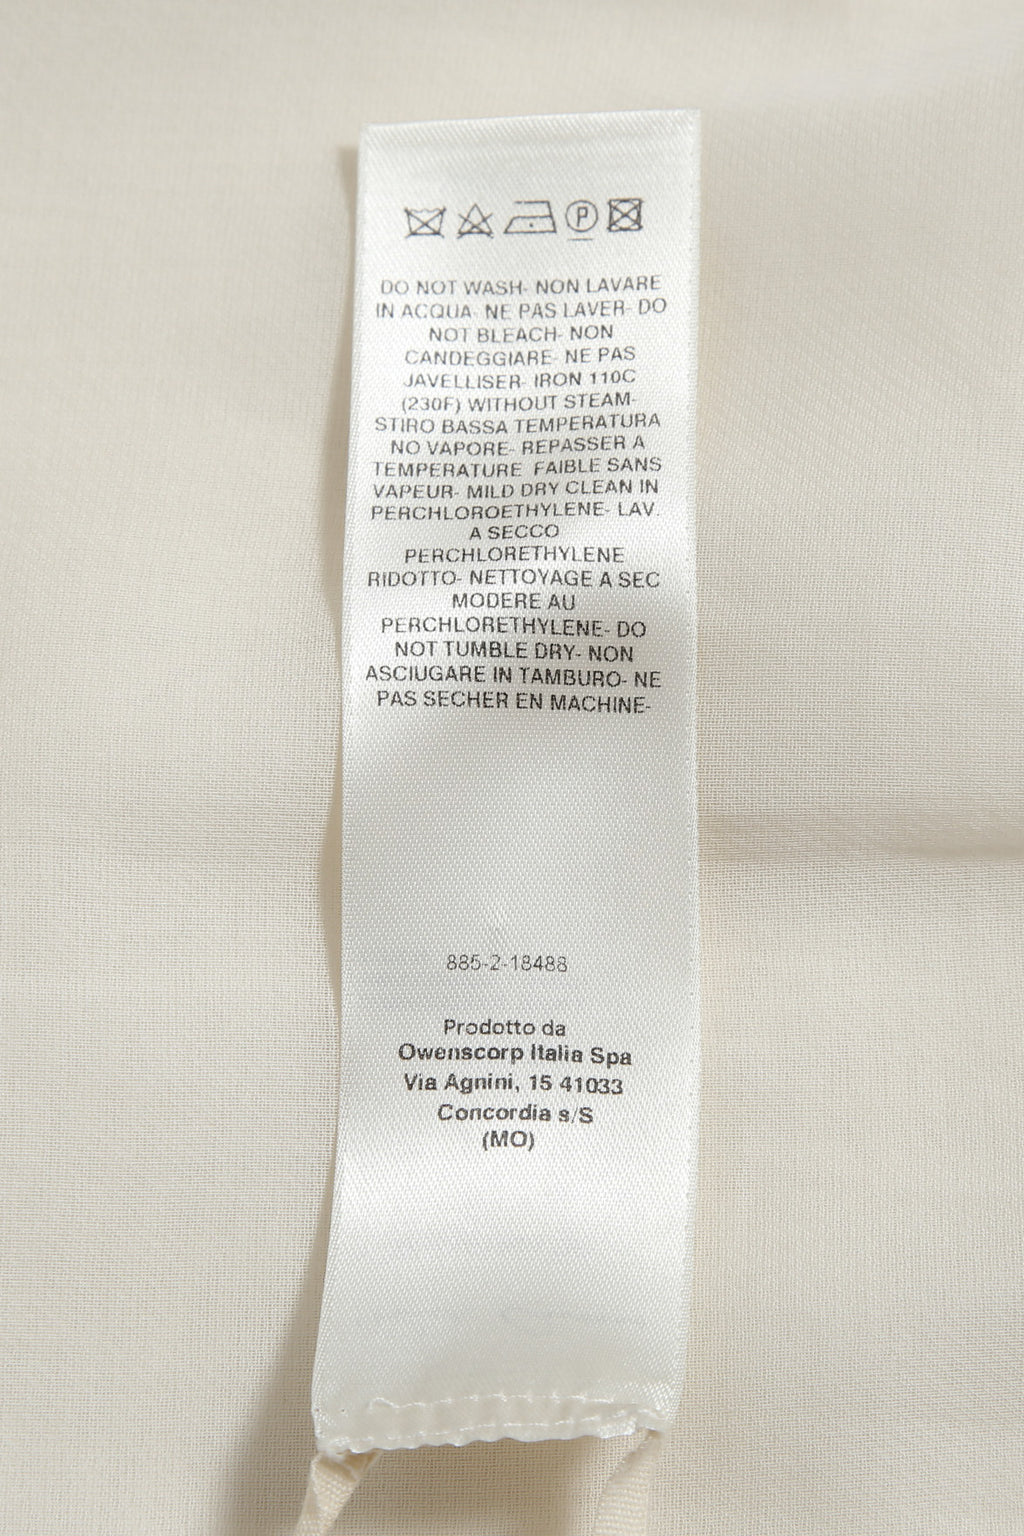 P
DO NOT WASH- NON LAVARE
IN ACQUA- NE PAS LAVER- DO
NOT BLEACH- NON
CANDEGGIARE- NE PAS
JAVELLISER- IRON 110C
(230F) WITHOUT STEAM-
STIRO BASSA TEMPERATURA
NO VAPORE- REPASSER A
TEMPERATURE FAIBLE SANS
VAPEUR- MILD DRY CLEAN IN
PERCHLOROETHYLENE- LAV.
A SECCO
PERCHLORETHYLENE
RIDOTTO- NETTOYAGE A SEC
MODERE AU
PERCHLORETHYLENE- DO
NOT TUMBLE DRY- NON
ASCIUGARE IN TAMBURO- NE
PAS SECHER EN MACHINE-
885-2-18488
Prodotto da
Owenscorp Italia Spa
Via Agnini, 15 41033
Concordia s/S
(MO)